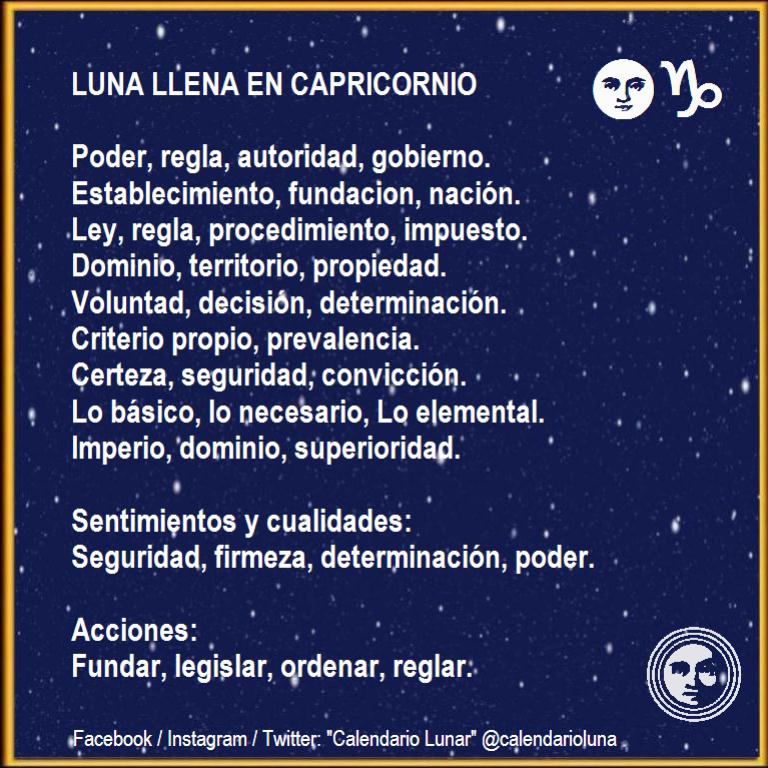 LUNA LLENA EN CAPRICORNIO
Poder, regla, autoridad, gobierno.
Establecimiento, fundacion, nación.
Ley, regla, procedimiento, impuesto.
Dominio, territorio, propiedad.
Voluntad, decisión, determinación.
Criterio propio, prevalencia.
Certeza, seguridad, convicción.
Lo básico, lo necesario, Lo elemental.
Imperio, dominio, superioridad.
Sentimientos y cualidades:
Seguridad, firmeza, determinación, poder.
Acciones:
Fundar, legislar, ordenar, reglar.
Facebook / Instagram / Twitter: "Calendario Lunar" @calendarioluna